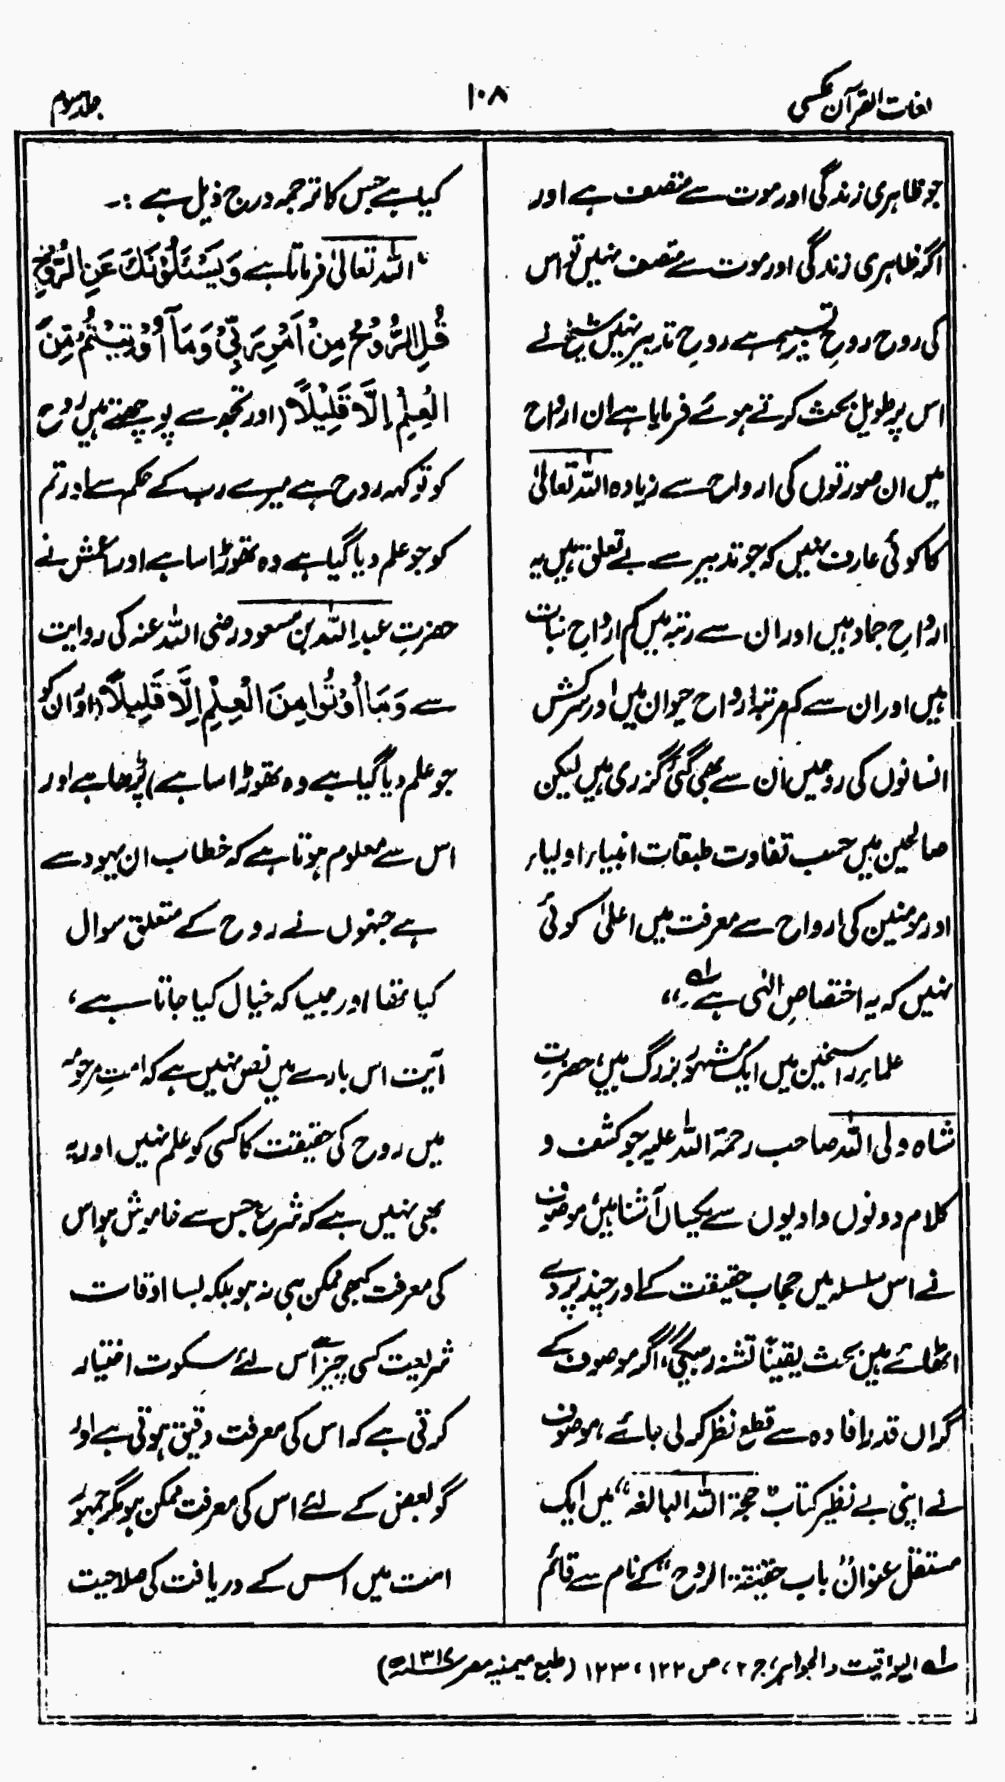 لغات القرآن عکسی
۱۰۸
جلد سوم
جو ظاہری زندگی اور موت سے متصف ہے اور
اگر ظاہری زندگی اور موت سے متصف نہیں تو اس
کی روح روحِ تسبیح ہے روحِ تدبیر نہیں شیخ نے
اس پر طویل بحث کرتے ہوئے فرمایا ہے ان ارواح
میں ان صورتوں کی ارواح سے زیادہ اللہ تعالیٰ
کا کوئی عارف نہیں کہ جو تدبیر سے بے تعلق ہیں یہ
ارواحِ جماد ہیں اور ان سے رتبہ میں کم ارواحِ نبات
ہیں اور ان سے کم مرتبہ ارواح حیوان ہیں اور سرکش
انسانوں کی روحیں ان سے بھی گئی گزری ہیں لیکن
صالحین میں حسب تفاوت طبقات انبیاء اولیاء
اور مومنین کی ارواح سے معرفت میں اعلیٰ کوئی
نہیں کہ یہ اختصاصِ الٰہی ہے لہ،،
علماء راسخین میں ایک مشہور بزرگ ہیں، حضرت
شاہ ولی اللہ صاحب رحمۃ اللہ علیہ جو کشف و
کلام دونوں وادیوں سے یکساں آشنا ہیں، موصوف
نے اس سلسلہ میں حجاب حقیقت کے اور چند پردے
اٹھائے ہیں بحث یقیناً تشنہ رہیگی، اگر موصوف کے
گراں قدر افادہ سے قطع نظر کر لی جائے، موصوف
نے اپنی بے نظیر کتاب "حجۃ اللہ البالغہ" میں ایک
مستقل عنوان "باب حقیقۃ الروح" کے نام سے قائم
کیا ہے جس کا ترجمہ درج ذیل ہے :۔
"اللہ تعالیٰ فرماتا ہے وَيَسْئَلُوْنَكَ عَنِ الرُّوْحِ
قُلِ الرُّوْحُ مِنْ اَمْرِ رَبِّيْ وَمَآ اُوْتِيْتُمْ مِّنَ
الْعِلْمِ اِلَّا قَلِيْلًا (اور تجھ سے پوچھتے ہیں روح
کو تو کہہ روح ہے میرے رب کے حکم سے اور تم
کو جو علم دیا گیا ہے وہ تھوڑا سا ہے اور اعمش نے
حضرتِ عبداللہ بن مسعود رضی اللہ عنہ کی روایت
سے وَمَا اُوْتُوا مِنَ الْعِلْمِ اِلَّا قَلِيلًا (اور ان کو
جو علم دیا گیا ہے وہ تھوڑا سا ہے) پڑھا ہے اور
اس سے معلوم ہوتا ہے کہ خطاب ان یہود سے
ہے جنہوں نے روح کے متعلق سوال
کیا تھا اور جیسا کہ خیال کیا جاتا ہے،
آیت اس بارے میں نص نہیں ہے کہ امتِ مرحومہ
میں روح کی حقیقت کا کسی کو علم نہیں اور یہ
بھی نہیں ہے کہ شرع جس سے خاموش ہو اس
کی معرفت کبھی ممکن ہی نہ ہو بلکہ بسا اوقات
شریعت کسی چیز سے اس لئے سکوت اختیار
کرتی ہے کہ اس کی معرفت دقیق ہوتی ہے اور
گو بعض کے لئے اس کی معرفت ممکن ہو مگر جمہور
امت میں اس کے دریافت کی صلاحیت
لہ الیواقیت والجواہر، ج ۲، ص ۱۲۲، ۱۲۳ (طبع میمنیہ مصر ۱۳۱۷ھ)